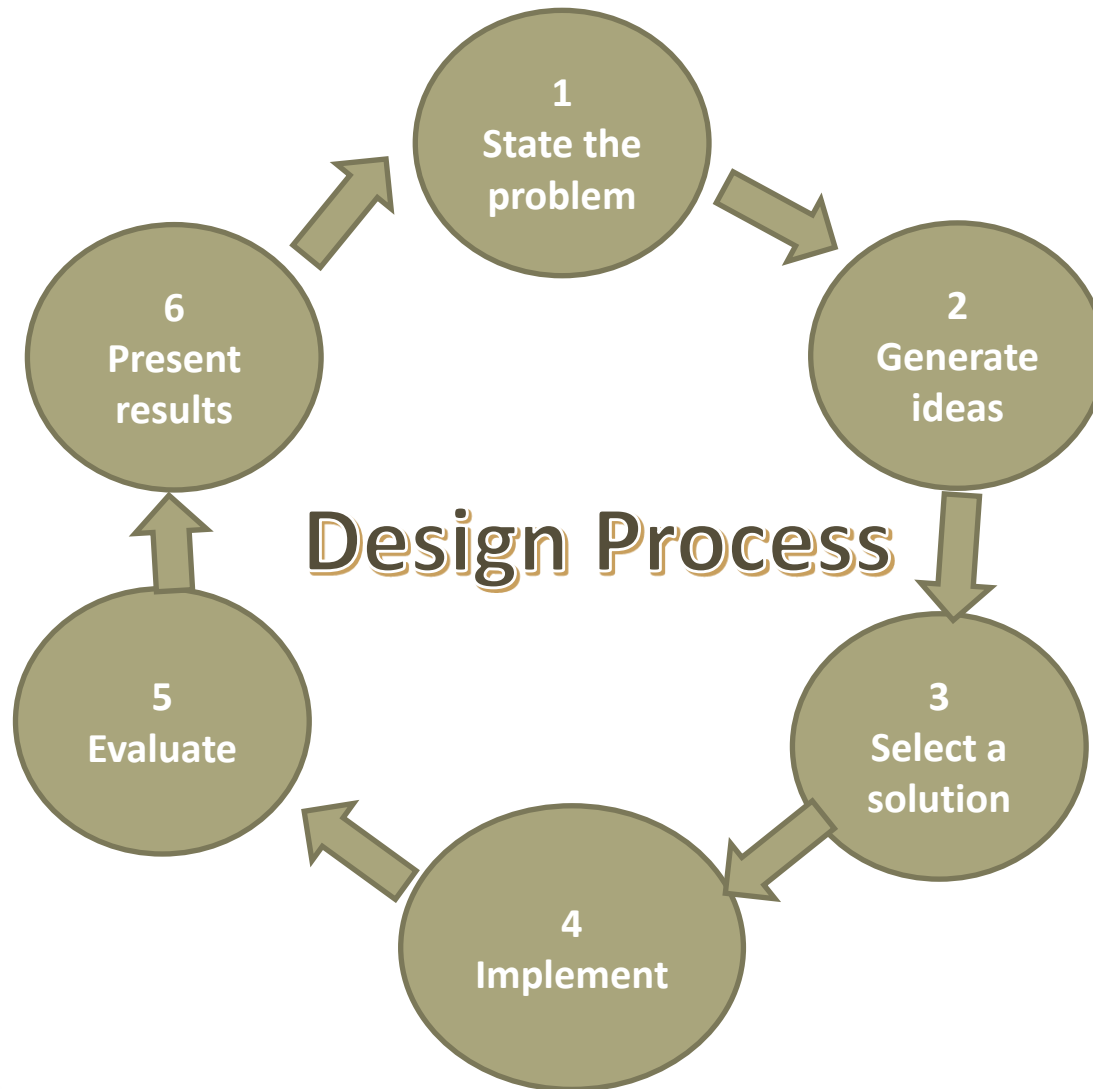 1
State the
problem
2
Generate
ideas
3
Select a
solution
4
Implement
5
Evaluate
6
Present
results
Design Process